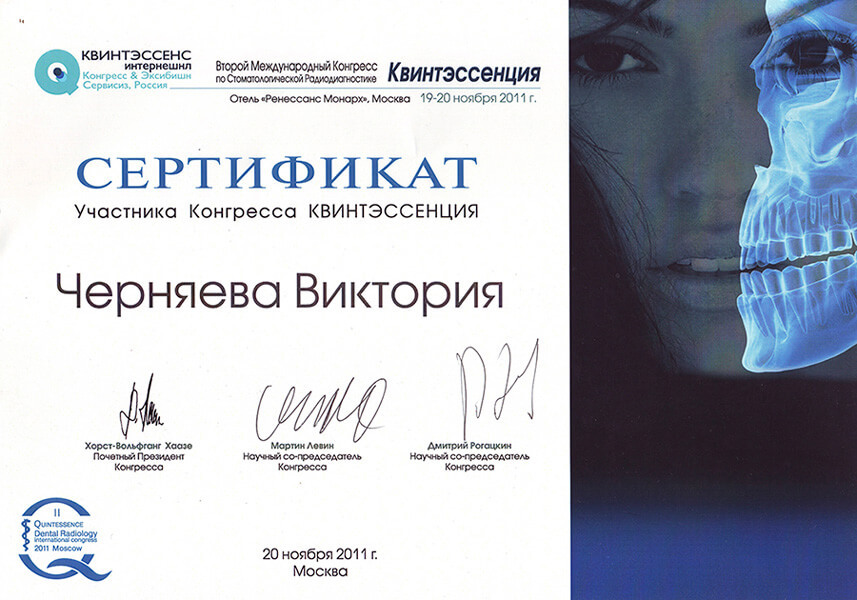 КВИНТЭССЕНС
интернешнл
Конгресс & Эксибишн
Сервисиз, Россия
Второй Международный Конгресс
по Стоматологической Радиодиагностике
Квинтэссенция
Отель «Ренессанс Монарх», Москва 19-20 ноября 2011 г.
СЕРТИФИКАТ
Участника Конгресса КВИНТЭССЕНЦИЯ
Черняева Виктория
Хорст-Вольфганг Хаазе
Почетный Президент
Конгресса
Мартин Левин
Научный со-председатель
Конгресса
Дмитрий Рогацкин
Научный со-председатель
Конгресса
II
Quintessence
Dental Radiology
international congress
2011 Moscow
20 ноября 2011 г.
Москва